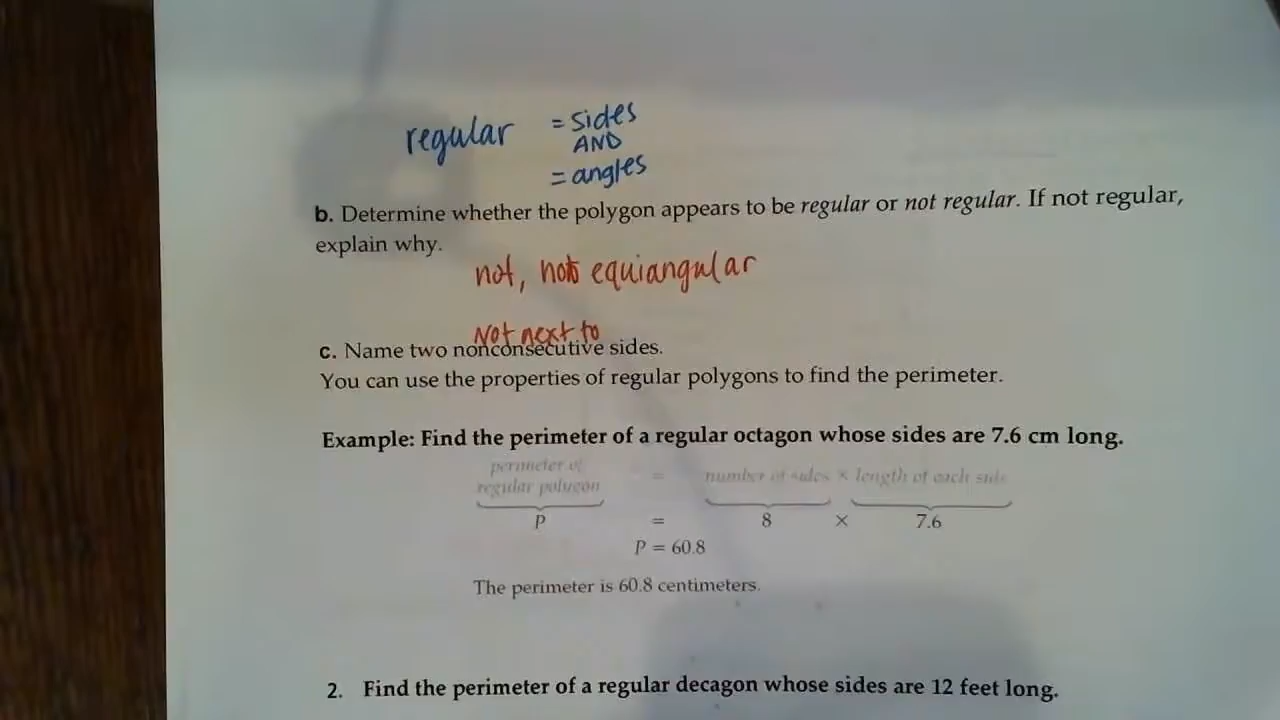 regular = sides
AND
= angles
b. Determine whether the polygon appears to be regular or not regular. If not regular,
explain why.
not, not equiangular
Not next to
c. Name two nonconsecutive sides.
You can use the properties of regular polygons to find the perimeter.
Example: Find the perimeter of a regular octagon whose sides are 7.6 cm long.
perimeter of
regular polygon = number of sides × length of each side
P = 8 × 7.6
P = 60.8
The perimeter is 60.8 centimeters.
2. Find the perimeter of a regular decagon whose sides are 12 feet long.